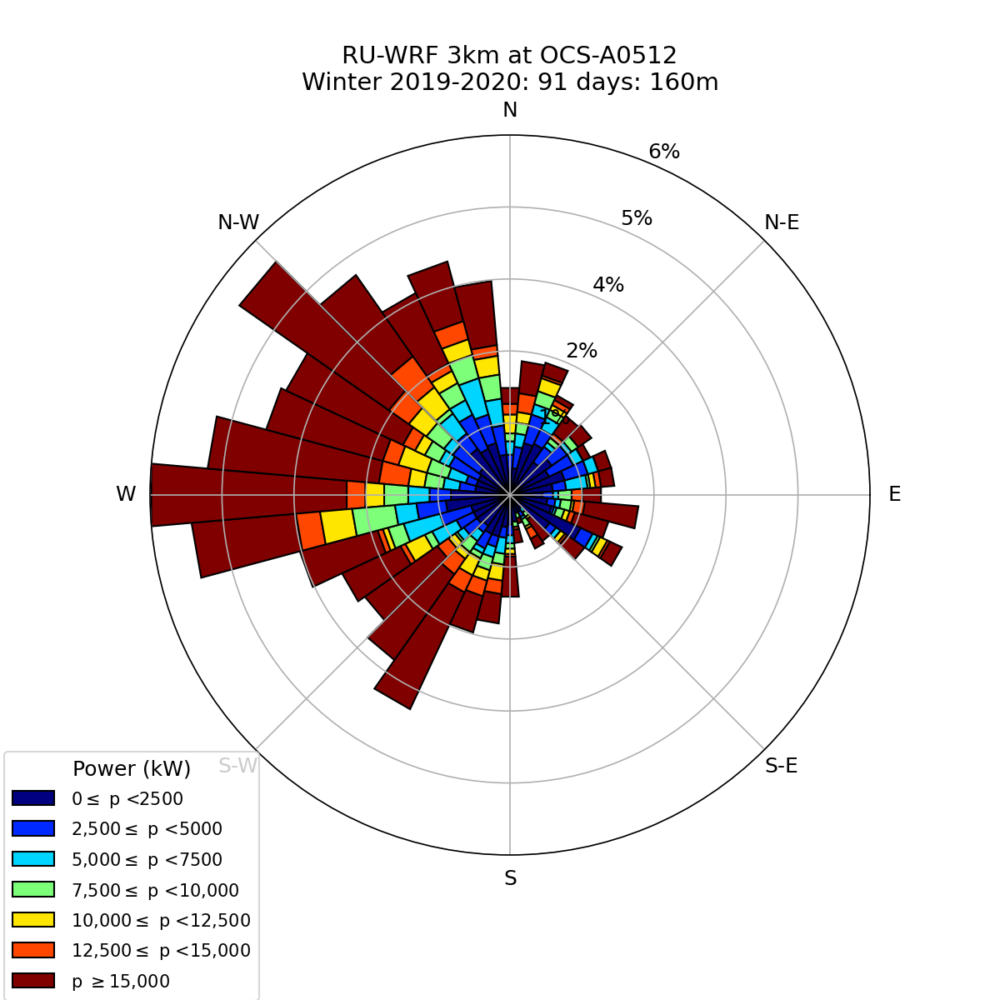 RU-WRF 3km at OCS-A0512
Winter 2019-2020: 91 days: 160m
N
6%
5%
N-W
N-E
4%
2%
1%
W
E
S-W
S-E
S
Power (kW)
0≤ p <2500
2,500≤ p <5000
5,000≤ p <7500
7,500≤ p <10,000
10,000≤ p <12,500
12,500≤ p <15,000
p ≥15,000